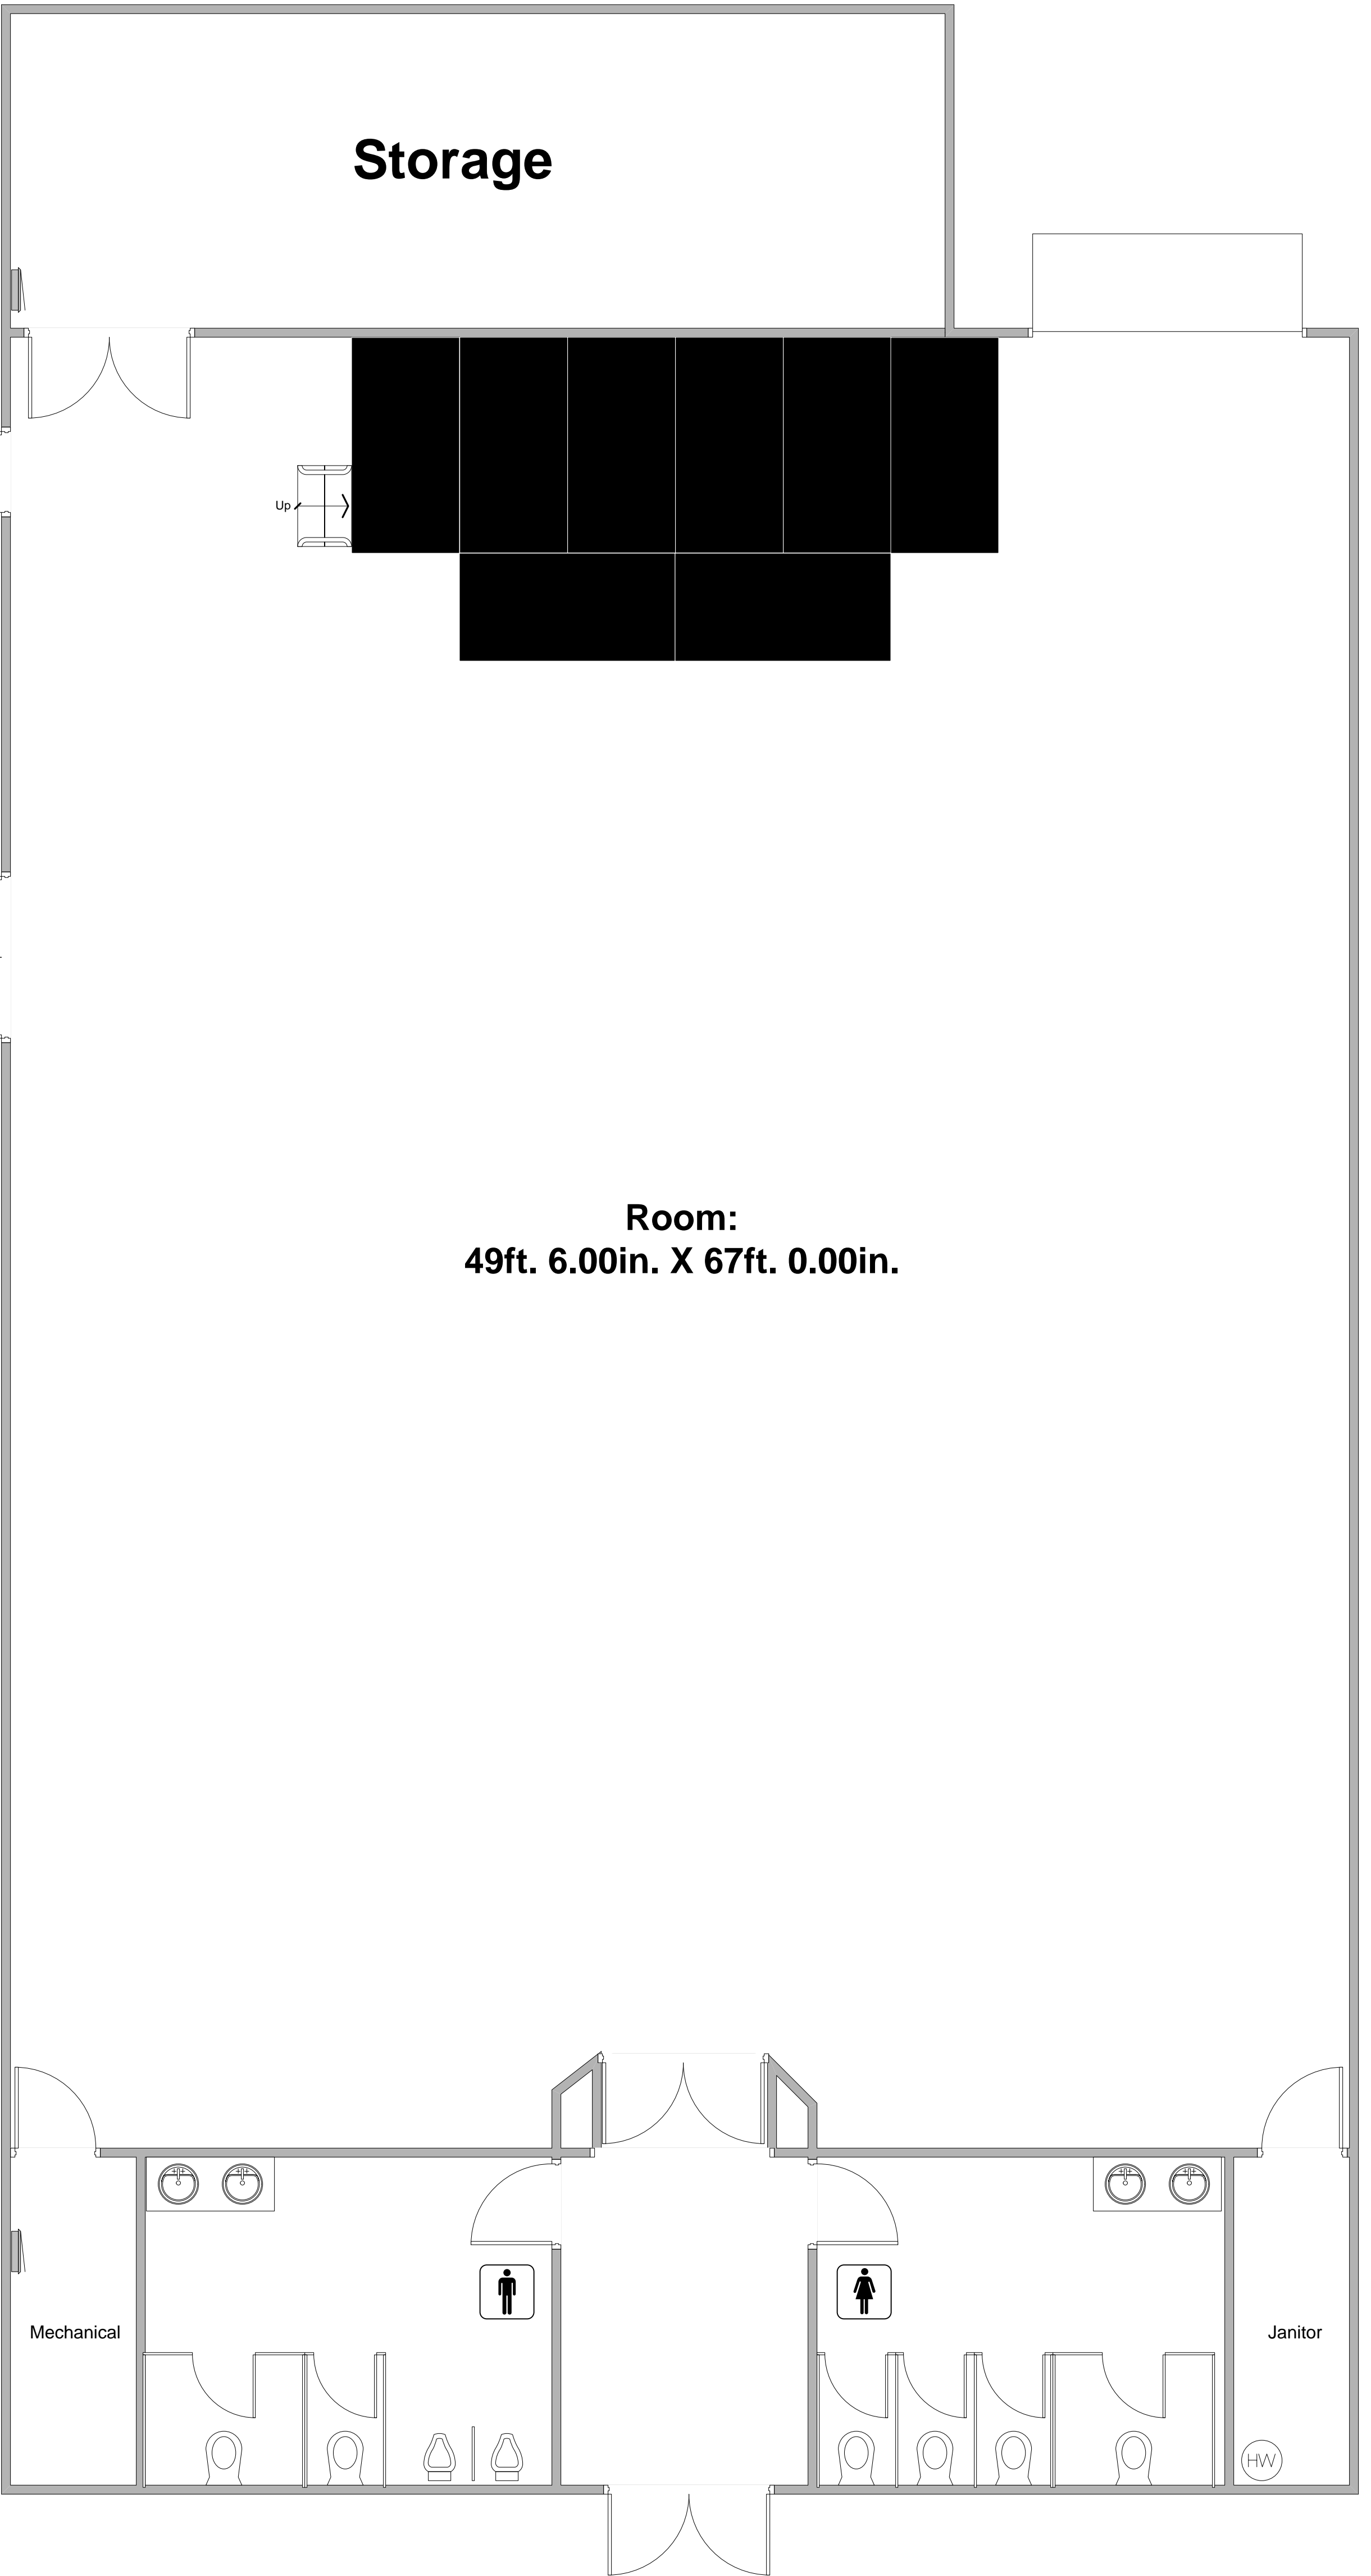 Storage
Up
Room:
49ft. 6.00in. X 67ft. 0.00in.
Mechanical
Janitor
HW